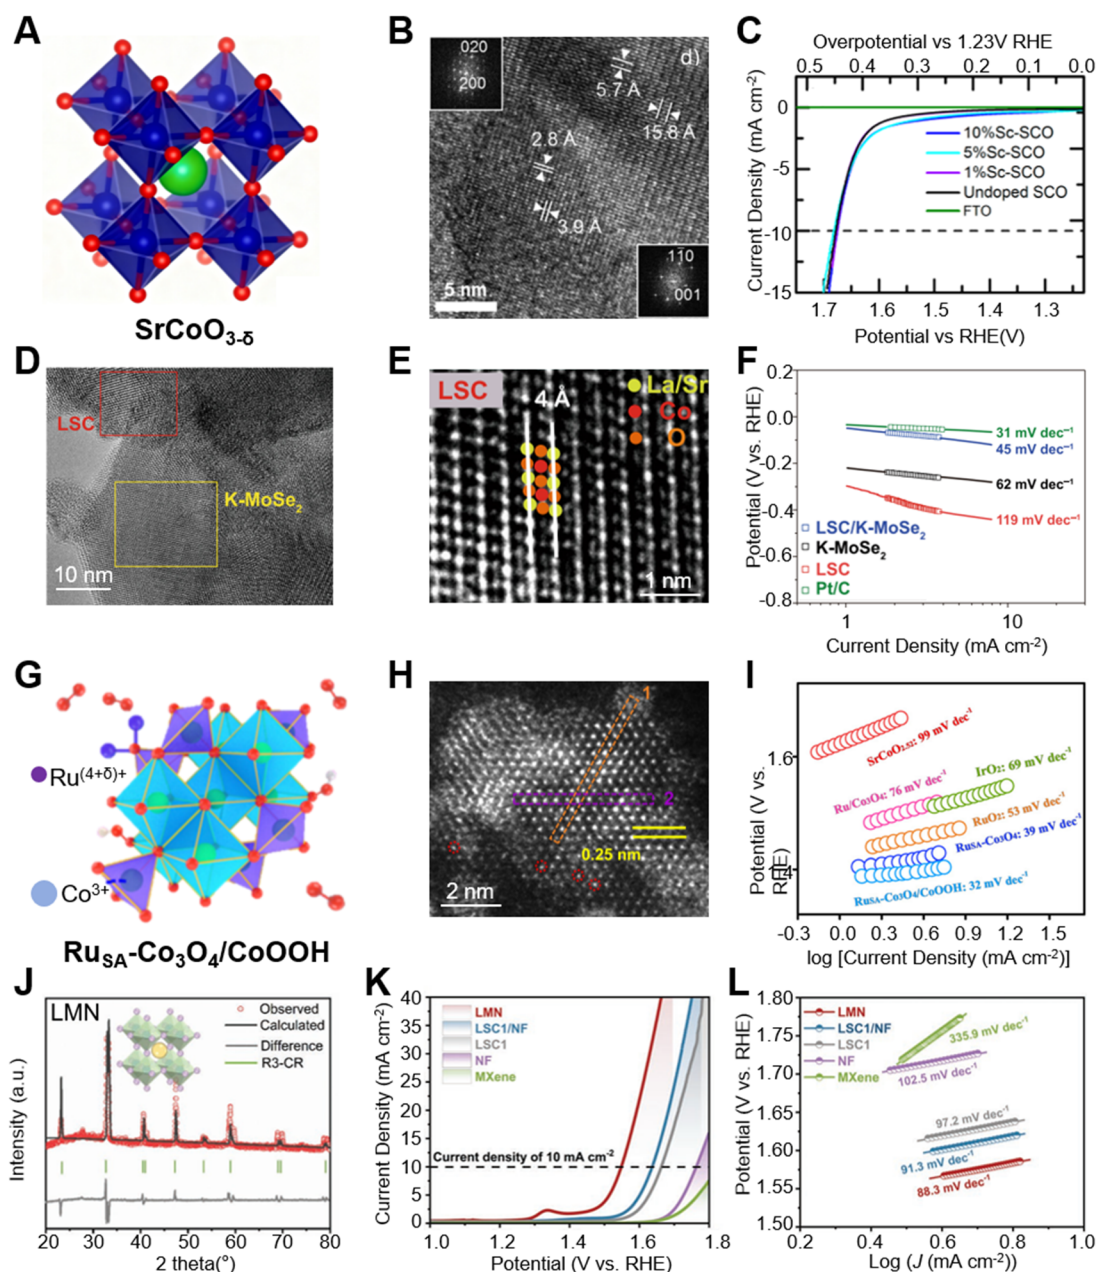 A
SrCoO3-δ
B
020
200
d)
5.7 Å
15.8 Å
2.8 Å
3.9 Å
5 nm
11̄0
001
C
Overpotential vs 1.23V RHE
0.5 0.4 0.3 0.2 0.1 0.0
Current Density (mA cm-2)
0
-5
-10
-15
10%Sc-SCO
5%Sc-SCO
1%Sc-SCO
Undoped SCO
FTO
1.7 1.6 1.5 1.4 1.3
Potential vs RHE(V)
D
LSC
K-MoSe2
10 nm
E
LSC
4 Å
La/Sr
Co
O
1 nm
F
Potential (V vs. RHE)
0.2
0.0
-0.2
-0.4
-0.6
-0.8
31 mV dec−1
45 mV dec−1
62 mV dec−1
119 mV dec−1
LSC/K-MoSe2
K-MoSe2
LSC
Pt/C
1 10
Current Density (mA cm-2)
G
Ru(4+δ)+
Co3+
RuSA-Co3O4/CoOOH
H
1
2
0.25 nm
2 nm
I
Potential (V vs.
RHE)
1.6
1.4
SrCoO2.52: 99 mV dec-1
IrO2: 69 mV dec-1
Ru/Co3O4: 76 mV dec-1
RuO2: 53 mV dec-1
RuSA-Co3O4: 39 mV dec-1
RuSA-Co3O4/CoOOH: 32 mV dec-1
-0.3 0.0 0.3 0.6 0.9 1.2 1.5
log [Current Density (mA cm-2)]
J
LMN
Observed
Calculated
Difference
R3-CR
Intensity (a.u.)
20 30 40 50 60 70 80
2 theta(°)
K
Current Density (mA cm-2)
40
35
30
25
20
15
10
5
0
LMN
LSC1/NF
LSC1
NF
MXene
Current density of 10 mA cm-2
1.0 1.2 1.4 1.6 1.8
Potential (V vs. RHE)
L
Potential (V vs. RHE)
1.80
1.75
1.70
1.65
1.60
1.55
1.50
LMN
LSC1/NF
LSC1
NF
MXene
335.9 mV dec-1
102.5 mV dec-1
97.2 mV dec-1
91.3 mV dec-1
88.3 mV dec-1
0.2 0.4 0.6 0.8 1.0
Log (J (mA cm-2))